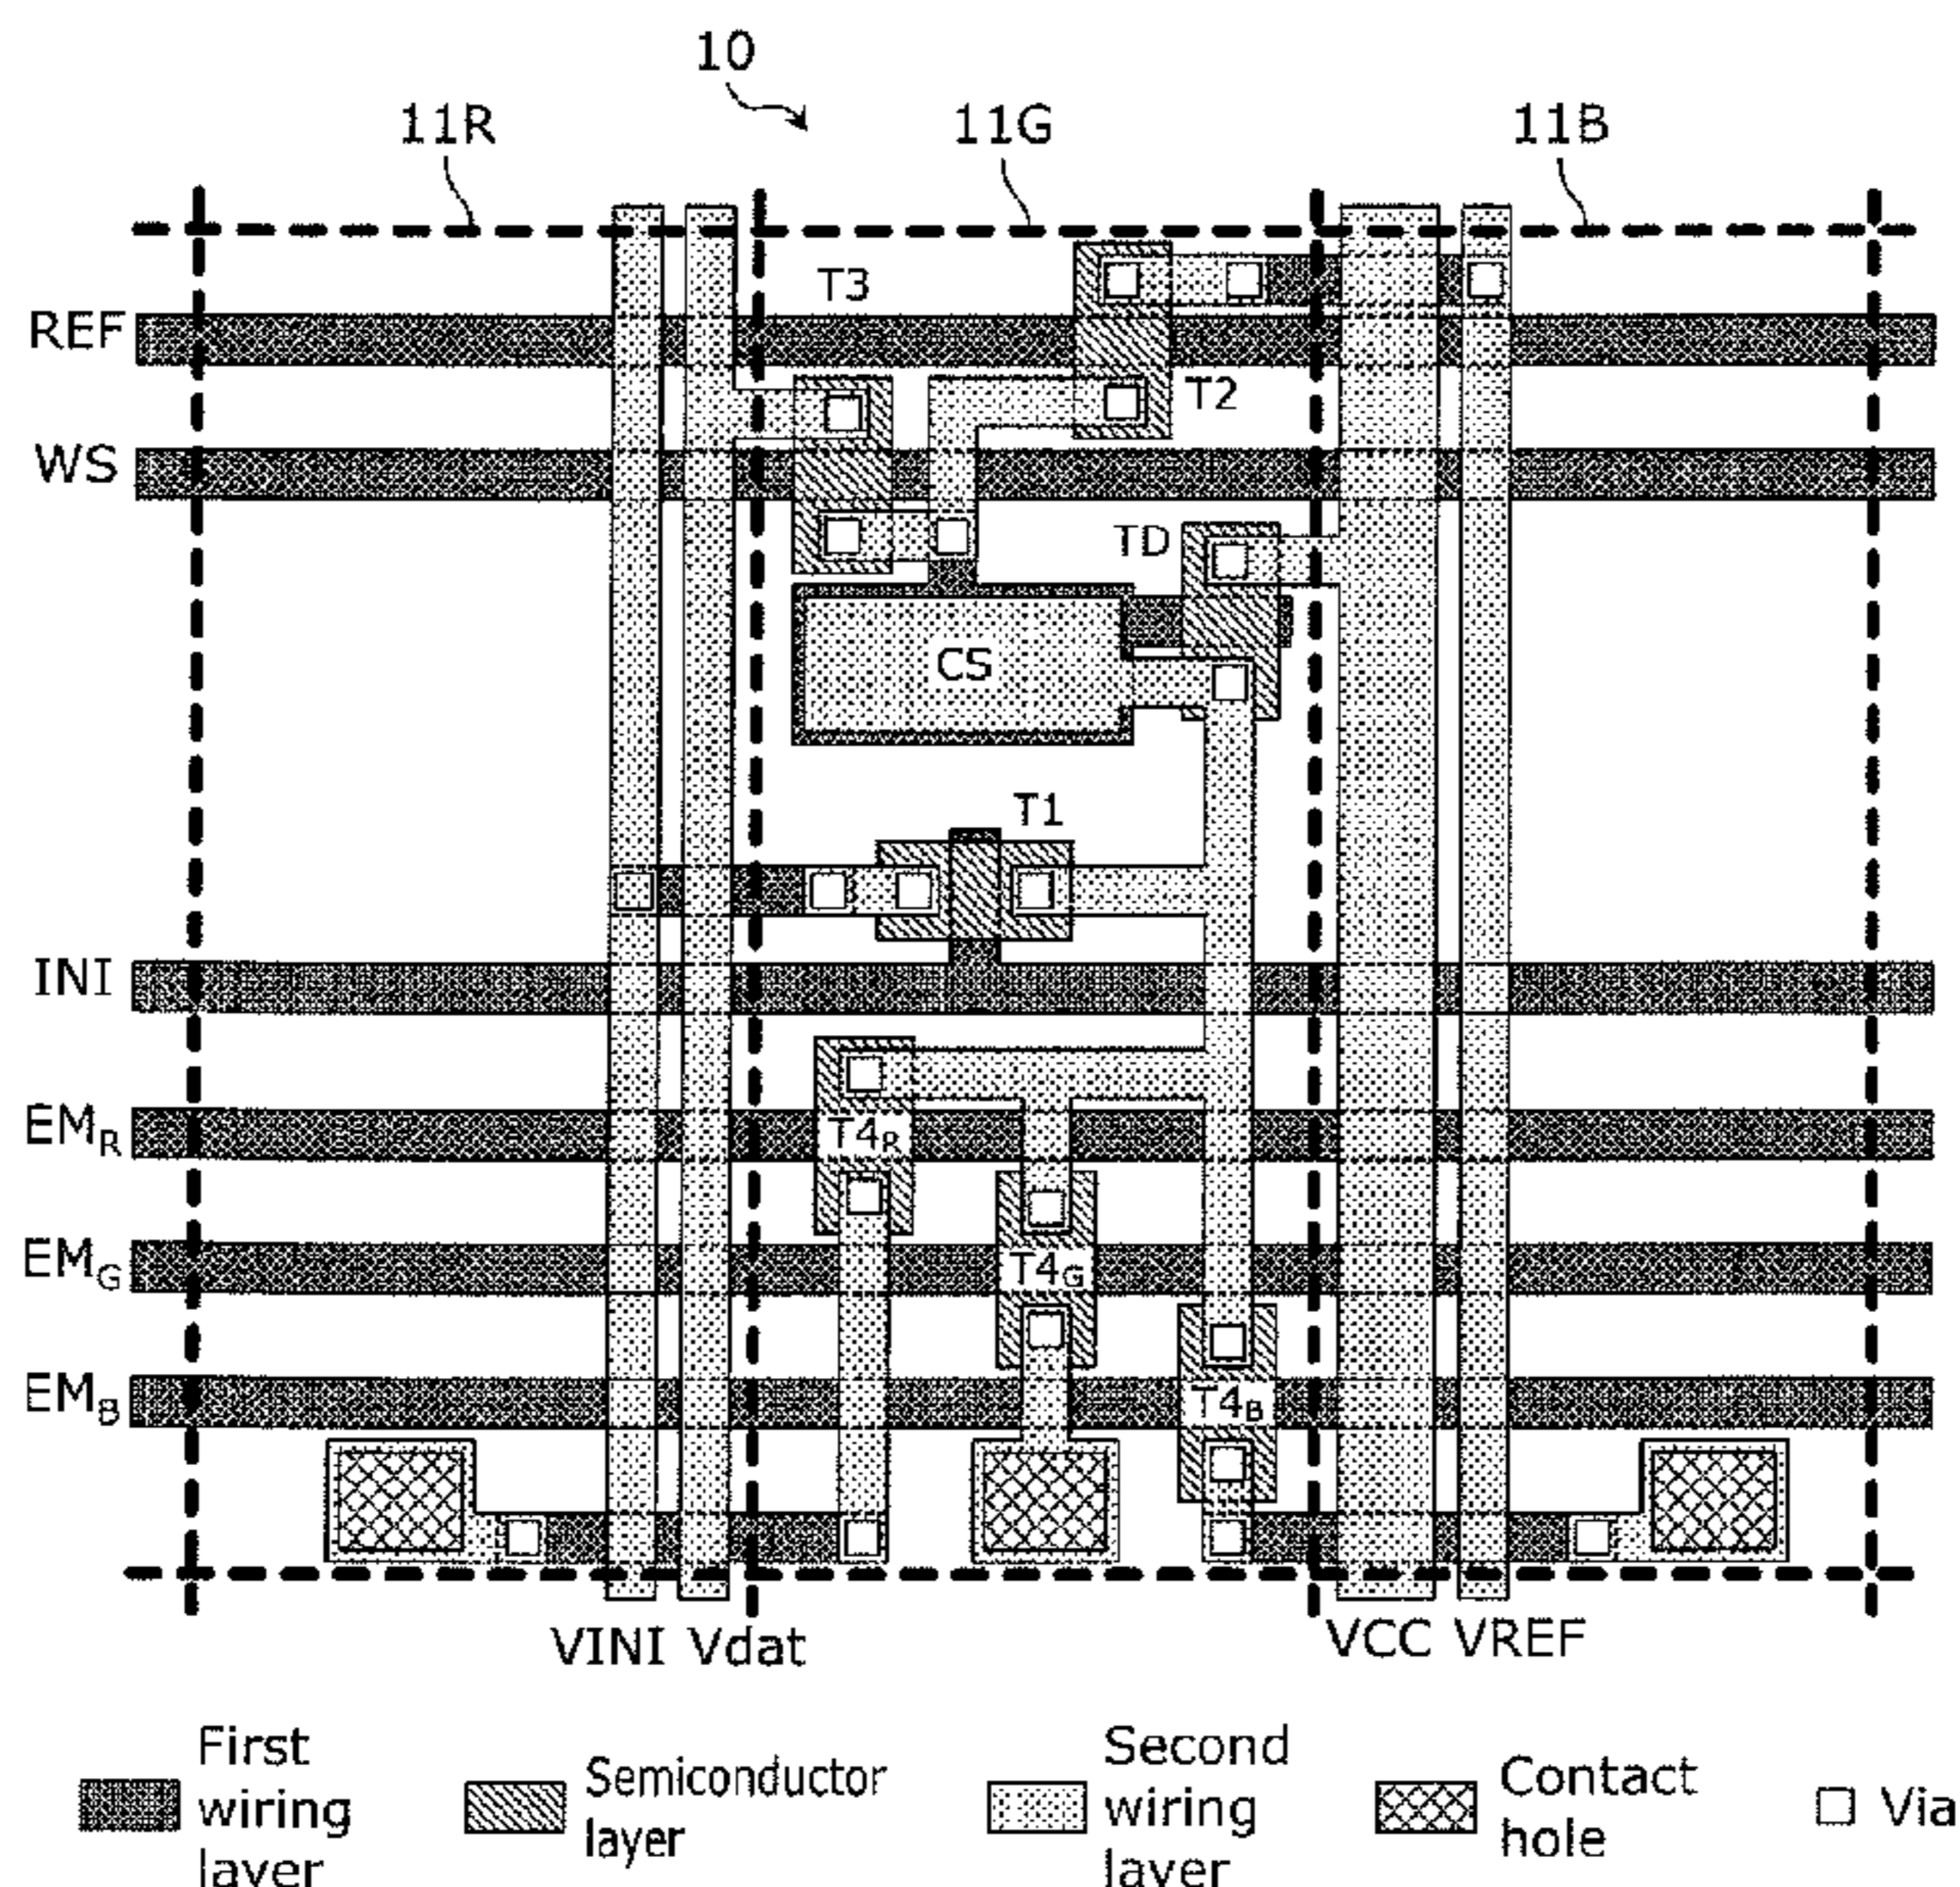 10
11R 11G 11B
T3
REF
T2
WS
TD
CS
T1
INI
EMR
T4R
EMG
T4G
EMB
T4B
VINI Vdat VCC VREF
First wiring layer
Semiconductor layer
Second wiring layer
Contact hole
Via